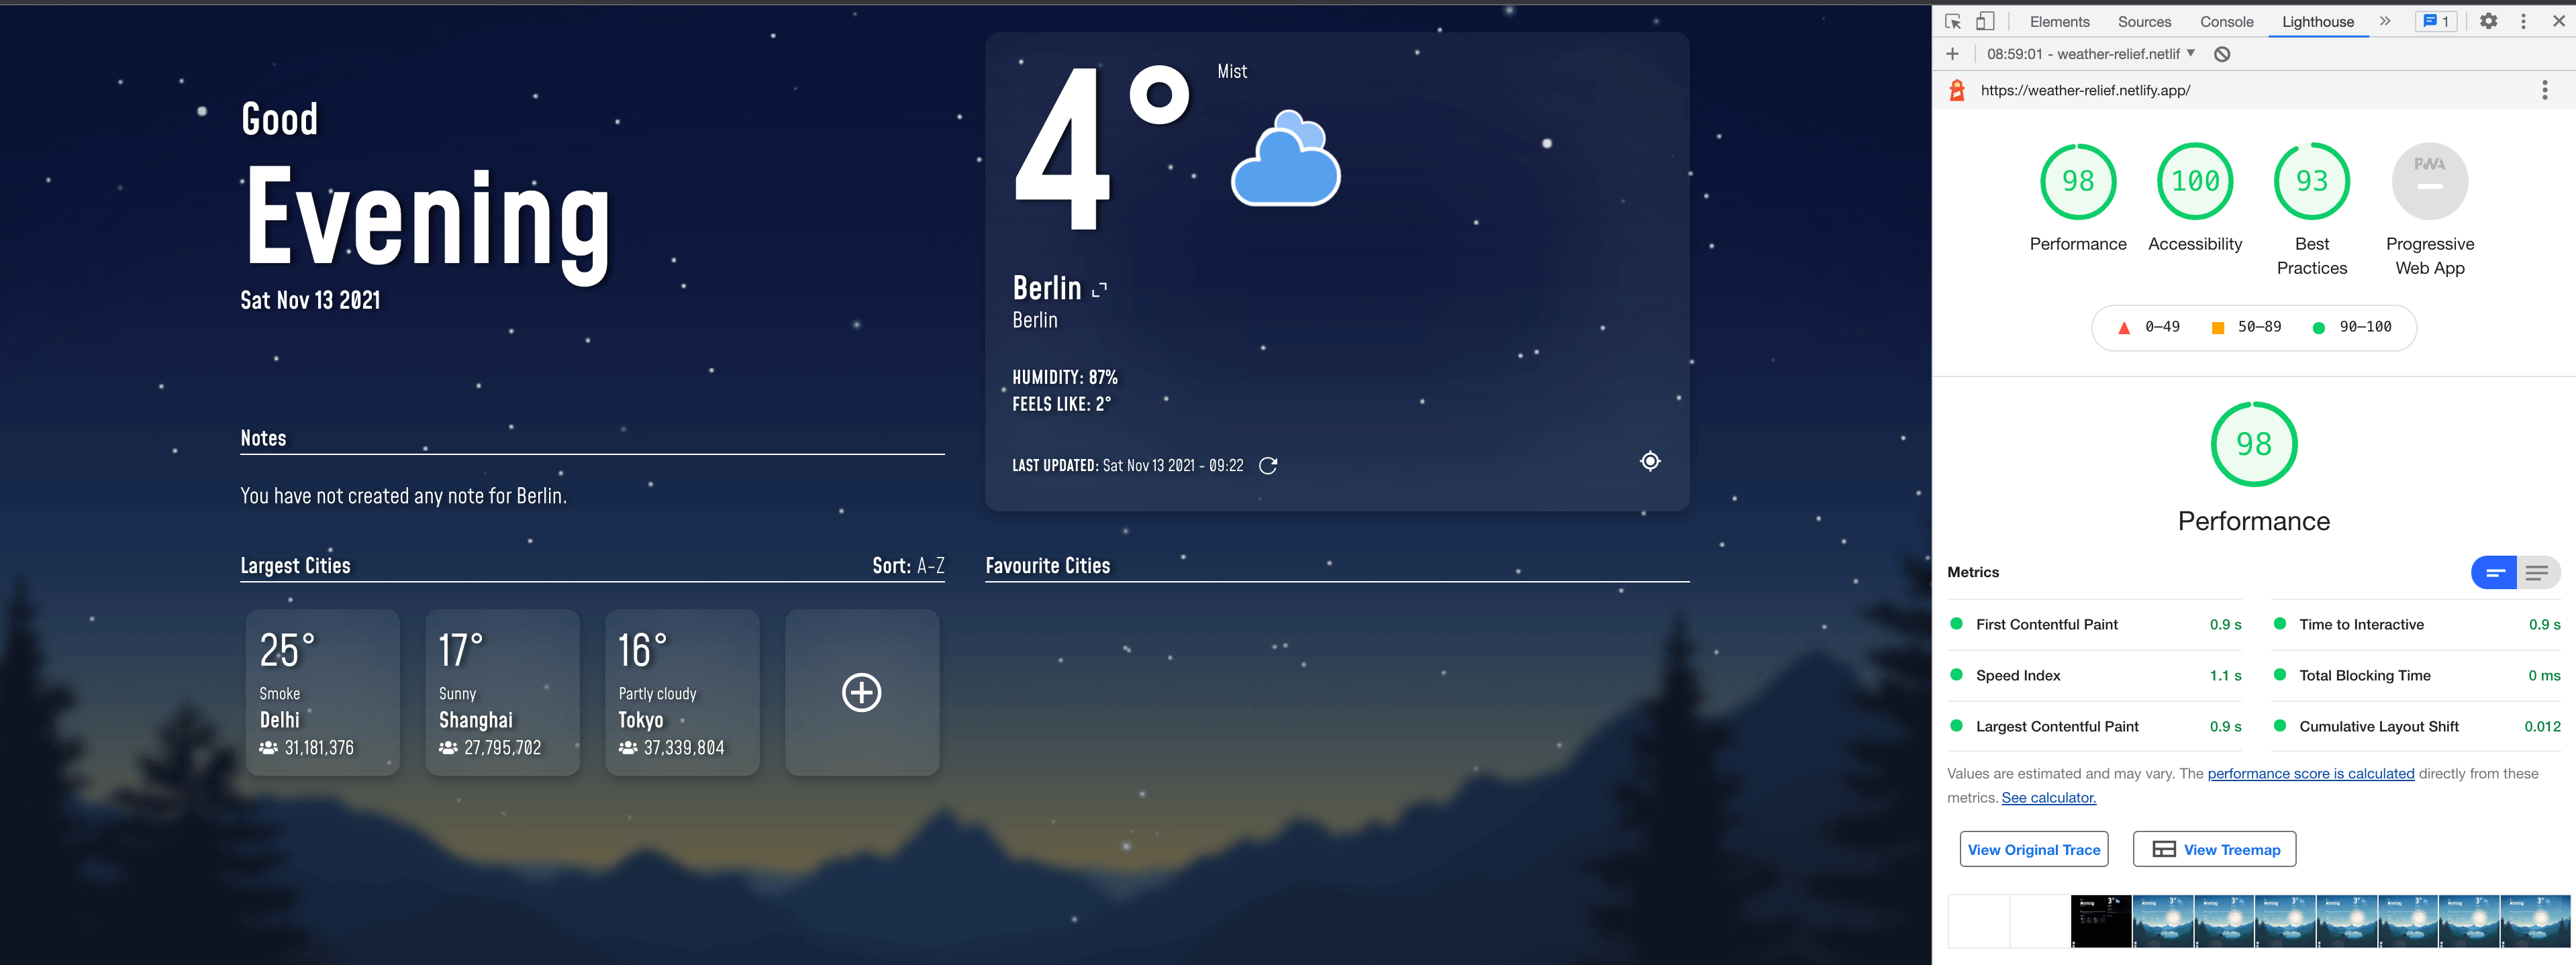 Good
Evening
Sat Nov 13 2021
Notes
You have not created any note for Berlin.
Largest Cities
Sort: A-Z
25°
Smoke
Delhi
31,181,376
17°
Sunny
Shanghai
27,795,702
16°
Partly cloudy
Tokyo
37,339,804
4°
Mist
Berlin
Berlin
HUMIDITY: 87%
FEELS LIKE: 2°
LAST UPDATED: Sat Nov 13 2021 - 09:22
Favourite Cities
Elements Sources Console Lighthouse 1
08:59:01 - weather-relief.netlif
https://weather-relief.netlify.app/
98 100 93 PWA
Performance Accessibility Best Practices Progressive Web App
0–49 50–89 90–100
98
Performance
Metrics
First Contentful Paint 0.9 s
Time to Interactive 0.9 s
Speed Index 1.1 s
Total Blocking Time 0 ms
Largest Contentful Paint 0.9 s
Cumulative Layout Shift 0.012
Values are estimated and may vary. The performance score is calculated directly from these
metrics. See calculator.
View Original Trace View Treemap